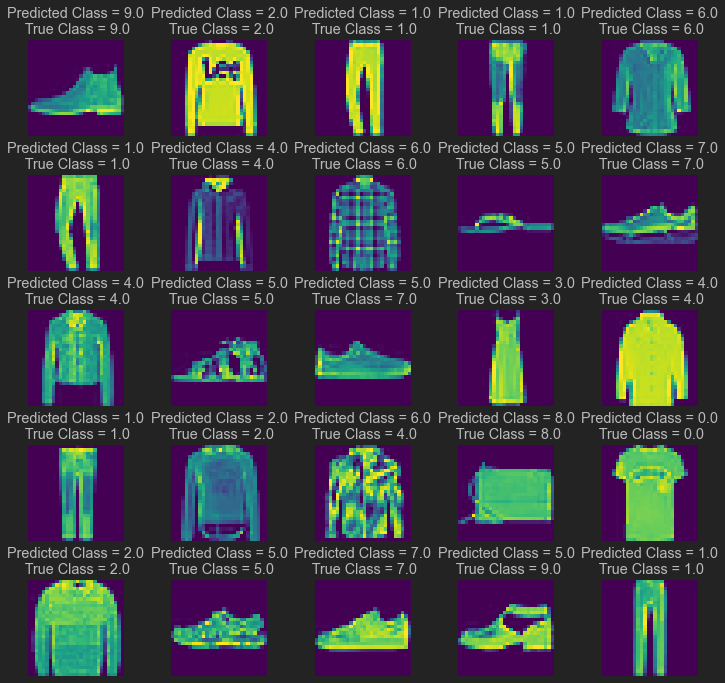 Predicted Class = 9.0 Predicted Class = 2.0 Predicted Class = 1.0 Predicted Class = 1.0 Predicted Class = 6.0
True Class = 9.0 True Class = 2.0 True Class = 1.0 True Class = 1.0 True Class = 6.0
Lee
Predicted Class = 1.0 Predicted Class = 4.0 Predicted Class = 6.0 Predicted Class = 5.0 Predicted Class = 7.0
True Class = 1.0 True Class = 4.0 True Class = 6.0 True Class = 5.0 True Class = 7.0
Predicted Class = 4.0 Predicted Class = 5.0 Predicted Class = 5.0 Predicted Class = 3.0 Predicted Class = 4.0
True Class = 4.0 True Class = 5.0 True Class = 7.0 True Class = 3.0 True Class = 4.0
Predicted Class = 1.0 Predicted Class = 2.0 Predicted Class = 6.0 Predicted Class = 8.0 Predicted Class = 0.0
True Class = 1.0 True Class = 2.0 True Class = 4.0 True Class = 8.0 True Class = 0.0
Predicted Class = 2.0 Predicted Class = 5.0 Predicted Class = 7.0 Predicted Class = 5.0 Predicted Class = 1.0
True Class = 2.0 True Class = 5.0 True Class = 7.0 True Class = 9.0 True Class = 1.0